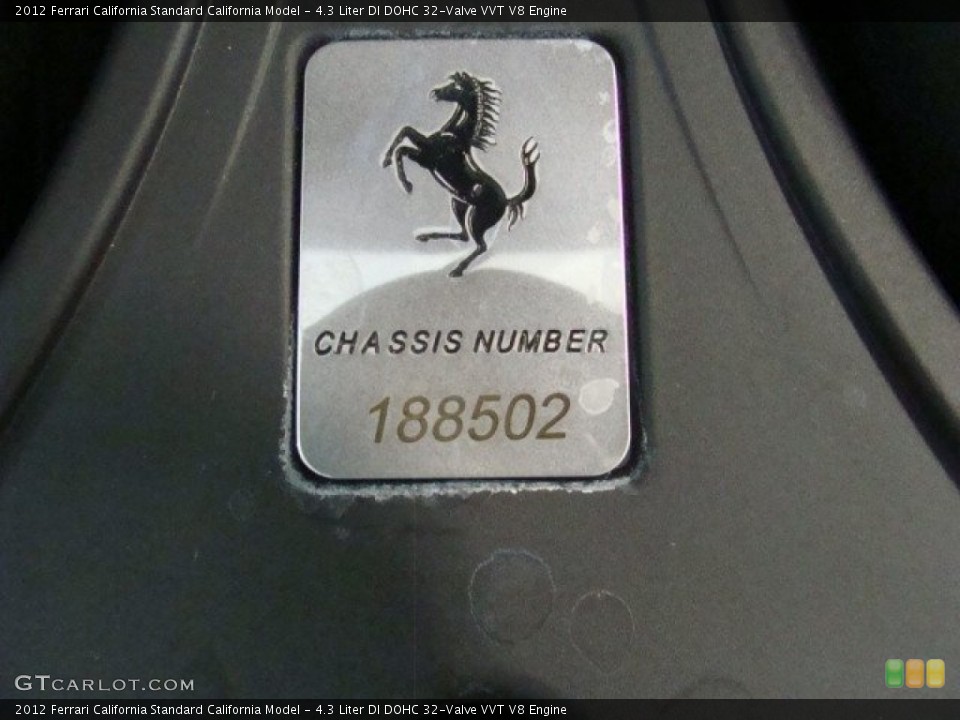 2012 Ferrari California Standard California Model - 4.3 Liter DI DOHC 32-Valve VVT V8 Engine
CHASSIS NUMBER
188502
GTCARLOT.COM
2012 Ferrari California Standard California Model - 4.3 Liter DI DOHC 32-Valve VVT V8 Engine